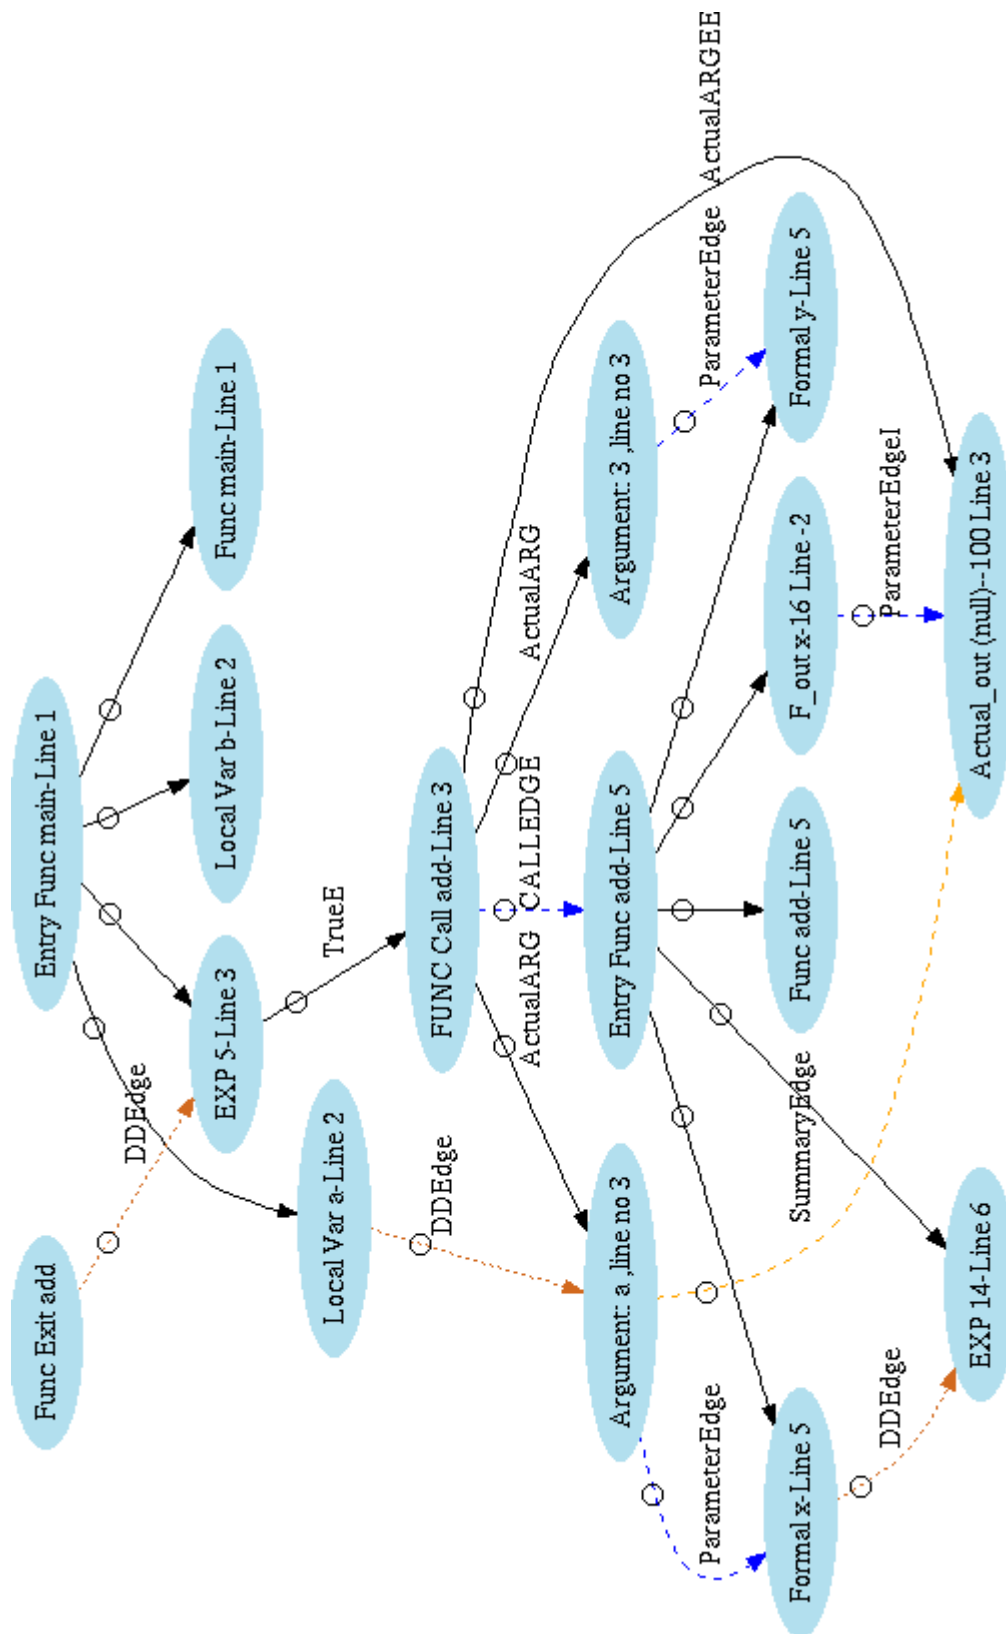 Func Exit add
Entry Func main-Line 1
DDEdge
EXP 5-Line 3
Local Var b-Line 2
Func main-Line 1
Local Var a-Line 2
TrueE
DDEdge
FUNC Call add-Line 3
ActualARG
CALLEDGE
ActualARG
ActualARGEE
Argument: a ,line no 3
Entry Func add-Line 5
Argument: 3 ,line no 3
ParameterEdge
ParameterEdge
Formal x-Line 5
SummaryEdge
Func add-Line 5
F_out x-16 Line -2
Formal y-Line 5
DDEdge
ParameterEdgeI
EXP 14-Line 6
Actual_out (null)--100 Line 3